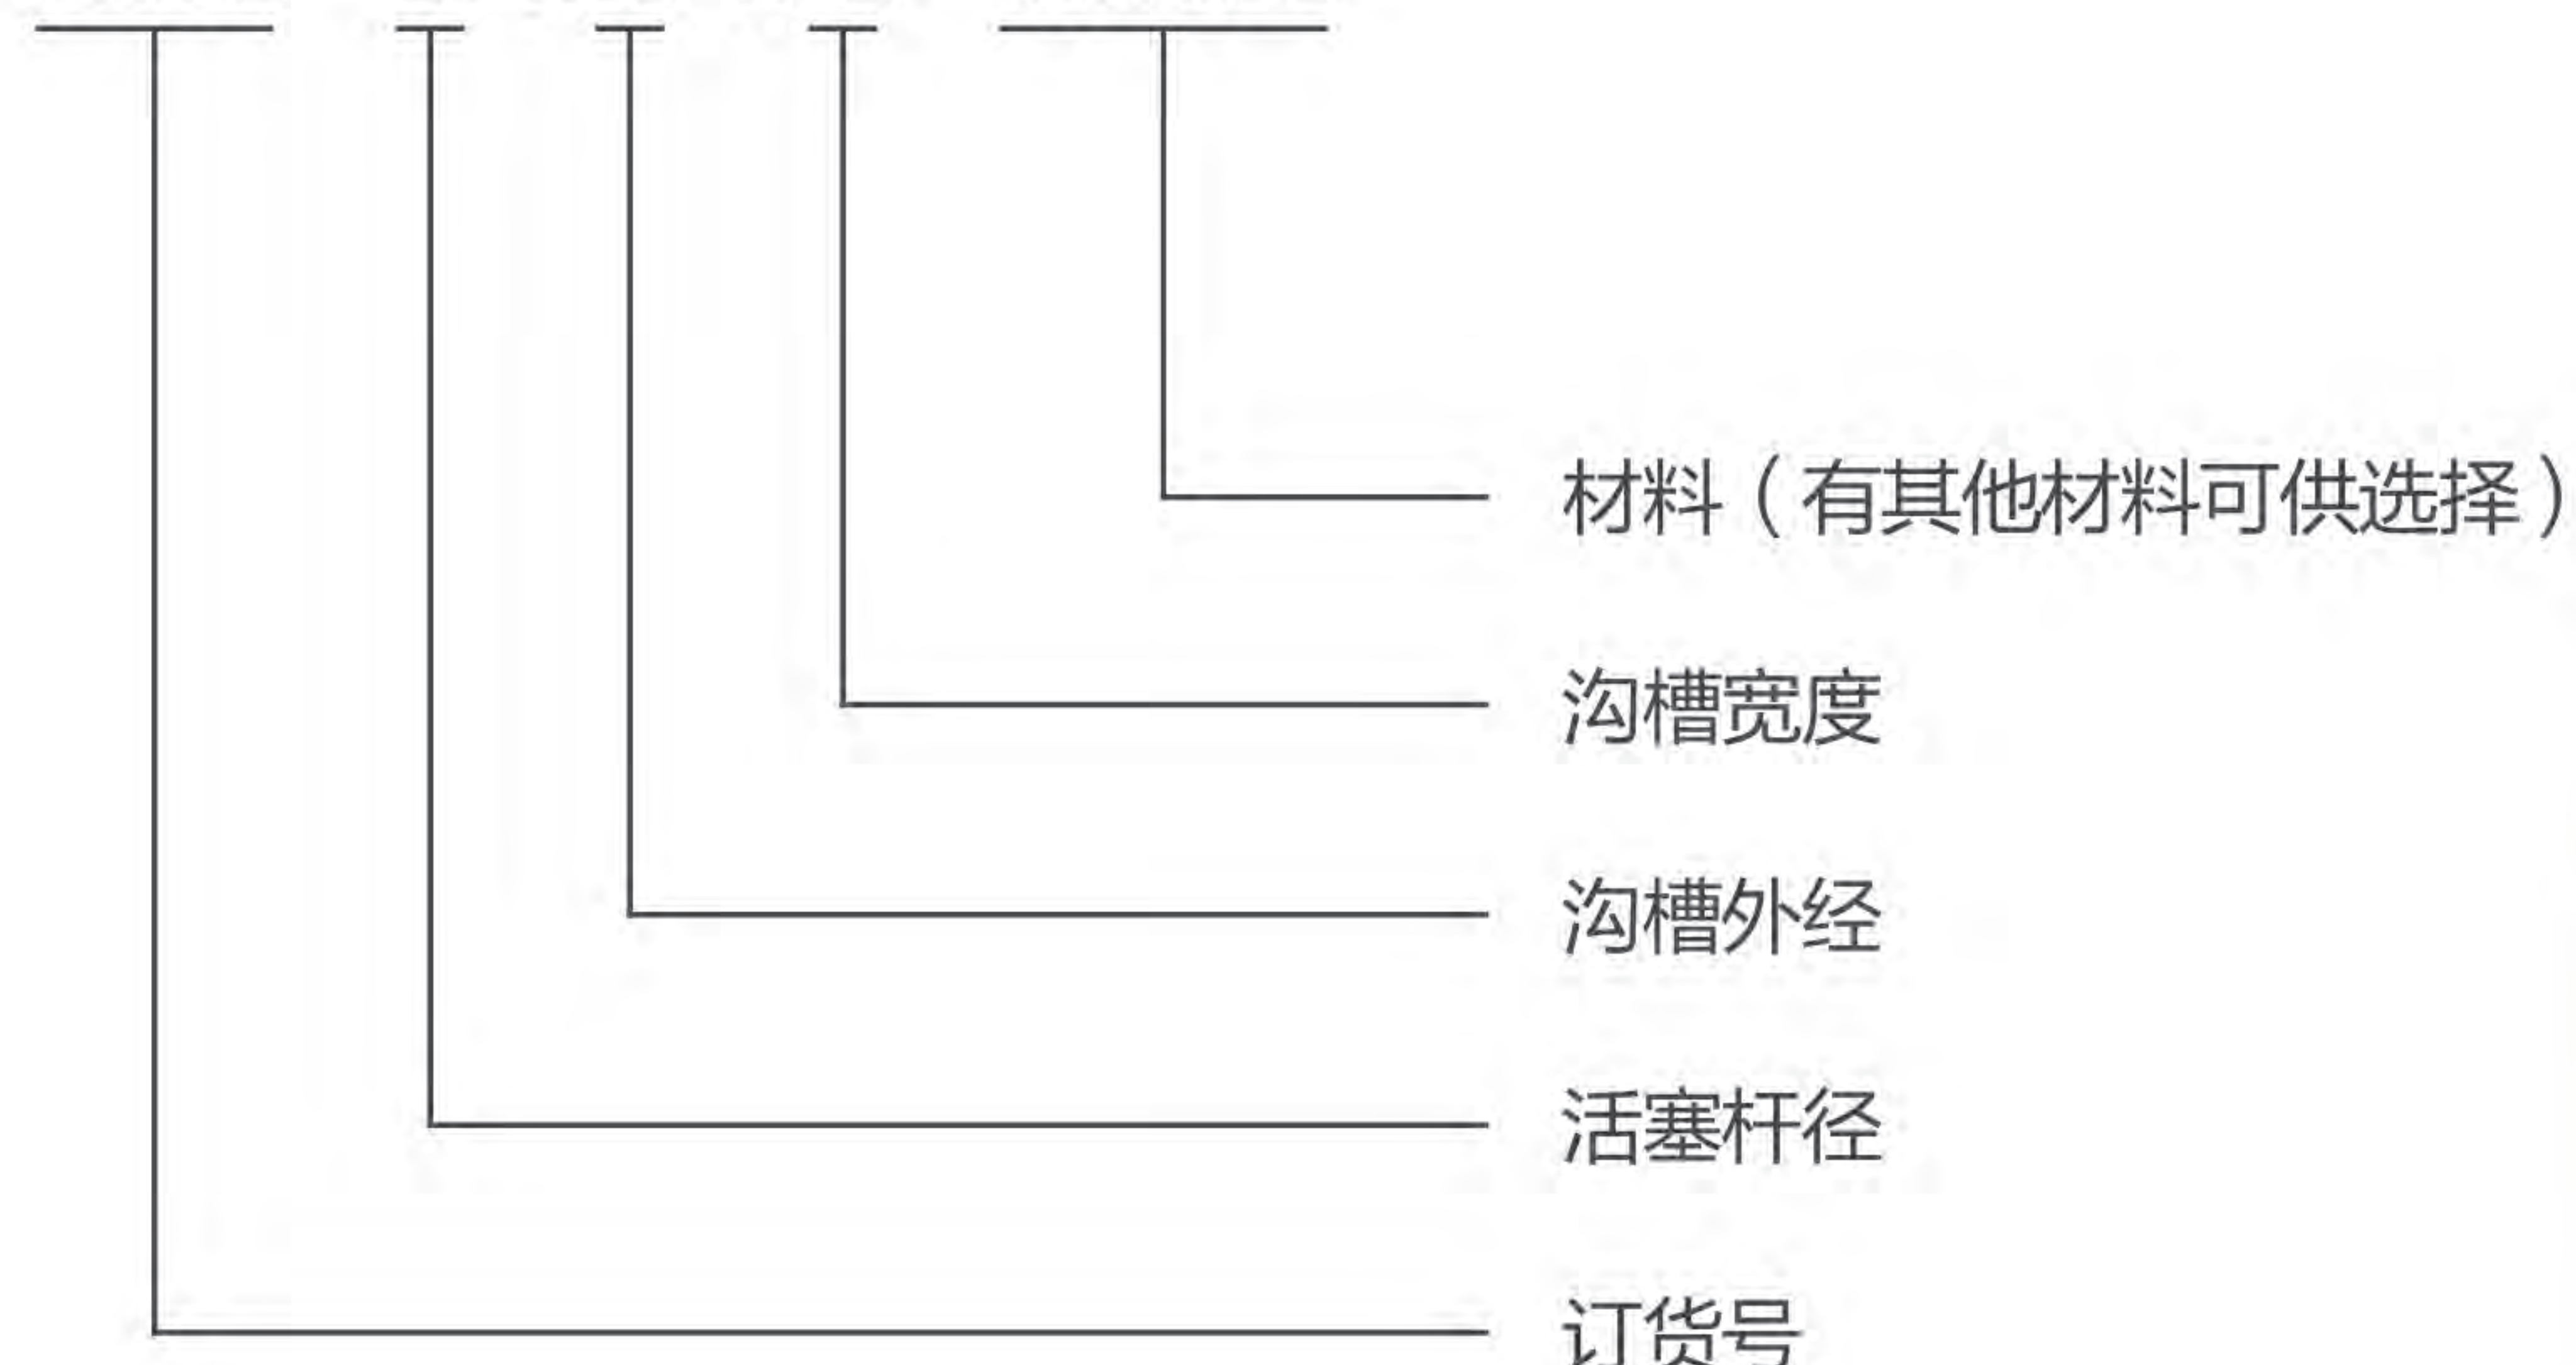 材料（有其他材料可供选择）
沟槽宽度
沟槽外经
活塞杆径
订货号